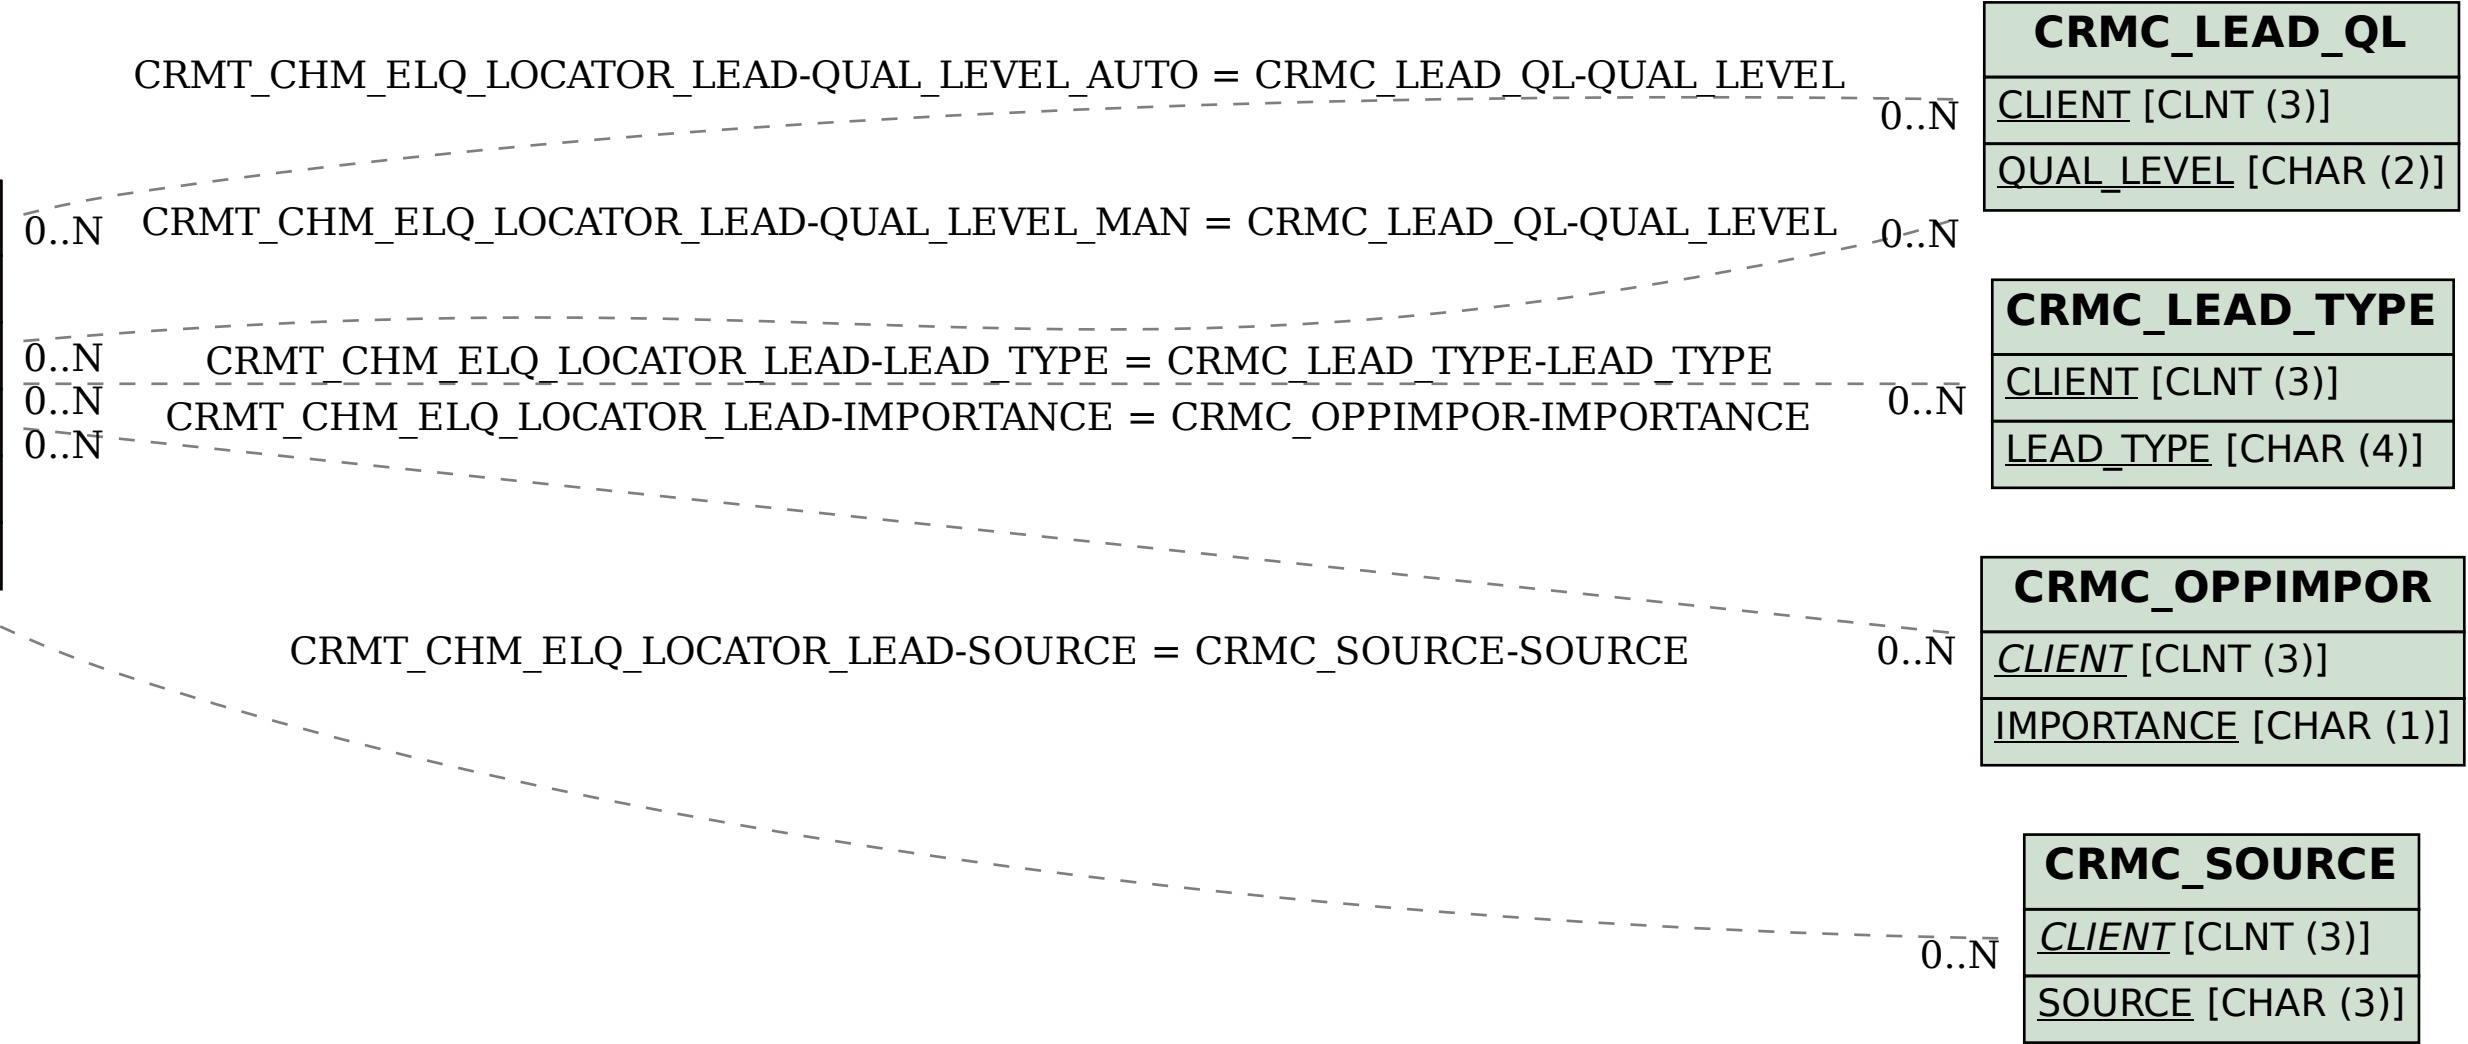 CRMC_LEAD_QL
CRMT_CHM_ELQ_LOCATOR_LEAD-QUAL_LEVEL_AUTO = CRMC_LEAD_QL-QUAL_LEVEL
CLIENT [CLNT (3)]
0..N
QUAL_LEVEL [CHAR (2)]
0..N
CRMT_CHM_ELQ_LOCATOR_LEAD-QUAL_LEVEL_MAN = CRMC_LEAD_QL-QUAL_LEVEL
0..N
CRMC_LEAD_TYPE
0..N
CRMT_CHM_ELQ_LOCATOR_LEAD-LEAD_TYPE = CRMC_LEAD_TYPE-LEAD_TYPE
CLIENT [CLNT (3)]
0..N
0..N
CRMT_CHM_ELQ_LOCATOR_LEAD-IMPORTANCE = CRMC_OPPIMPOR-IMPORTANCE
0..N
LEAD_TYPE [CHAR (4)]
CRMC_OPPIMPOR
CRMT_CHM_ELQ_LOCATOR_LEAD-SOURCE = CRMC_SOURCE-SOURCE
0..N
CLIENT [CLNT (3)]
IMPORTANCE [CHAR (1)]
CRMC_SOURCE
CLIENT [CLNT (3)]
0..N
SOURCE [CHAR (3)]